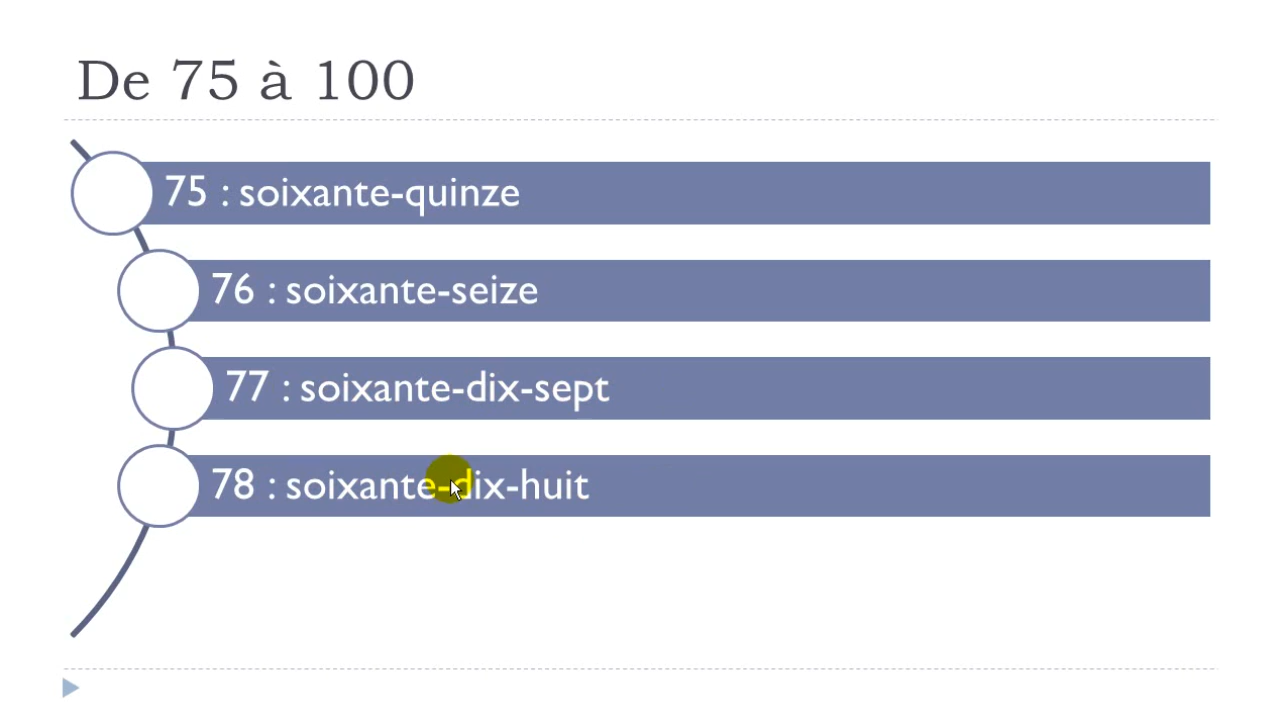 De 75 à 100
75 : soixante-quinze
76 : soixante-seize
77 : soixante-dix-sept
78 : soixante-dix-huit